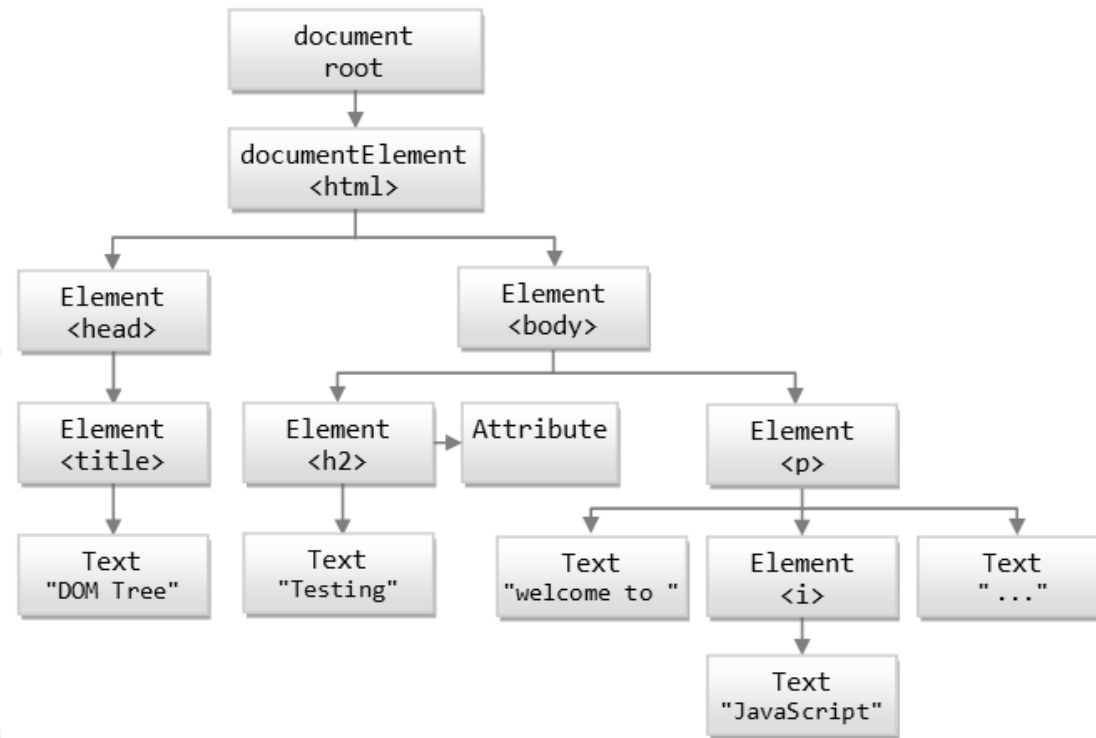 document
root
documentElement
<html>
Element
<head>
Element
<body>
Element
<title>
Element
<h2>
Attribute
Element
<p>
Text
"DOM Tree"
Text
"Testing"
Text
"welcome to "
Element
<i>
Text
" ..."
Text
"JavaScript"